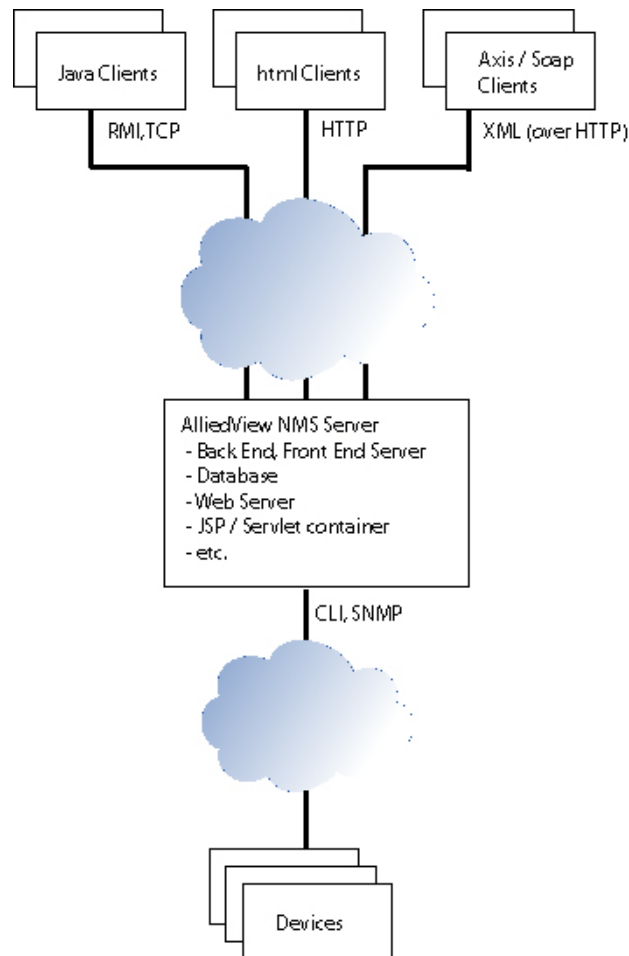 Java Clients
html Clients
Axis / Soap
Clients
RMI,TCP
HTTP
XML (over HTTP)
AlliedView NMS Server
- Back End, Front End Server
- Database
- Web Server
- JSP / Servlet container
- etc.
CLI, SNMP
Devices